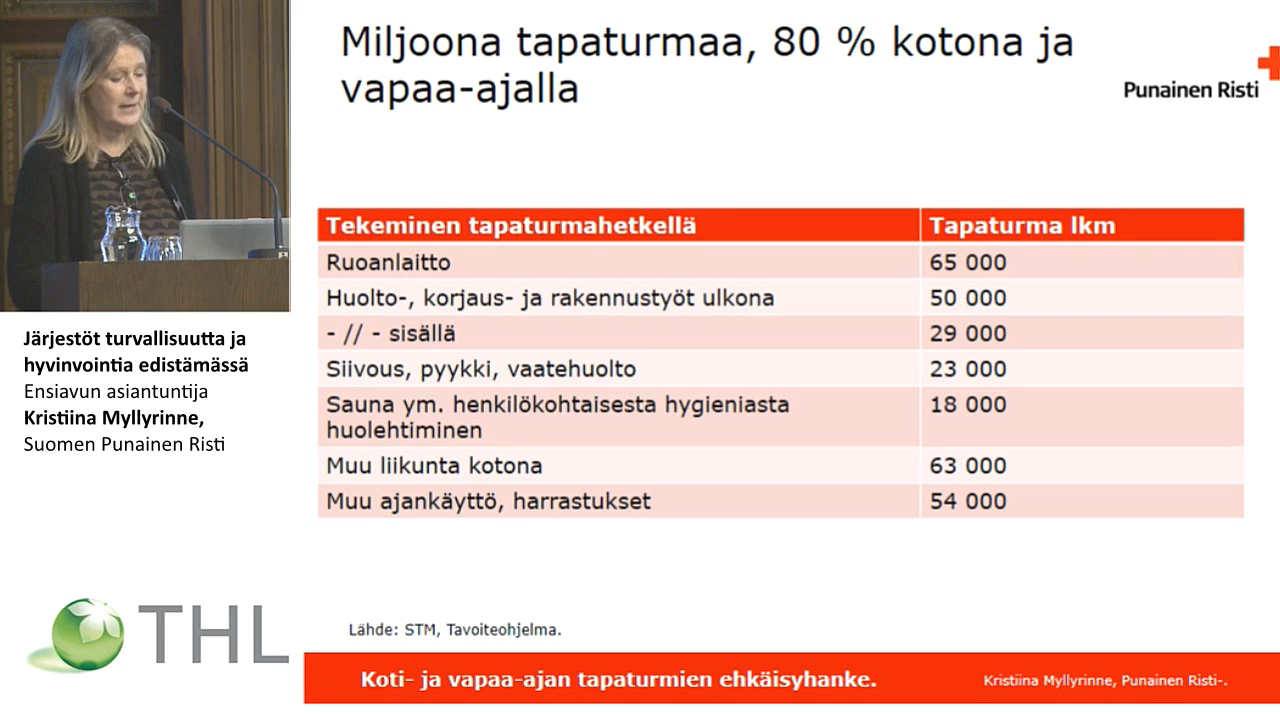 Miljoona tapaturmaa, 80 % kotona ja
vapaa-ajalla
Punainen Risti
Tekeminen tapaturmahetkellä Tapaturma lkm
Ruoanlaitto 65 000
Huolto-, korjaus- ja rakennustyöt ulkona 50 000
- // - sisällä 29 000
Siivous, pyykki, vaatehuolto 23 000
Sauna ym. henkilökohtaisesta hygieniasta 18 000
huolehtiminen
Muu liikunta kotona 63 000
Muu ajankäyttö, harrastukset 54 000
Lähde: STM, Tavoiteohjelma.
Koti- ja vapaa-ajan tapaturmien ehkäisyhanke. Kristiina Myllyrinne, Punainen Risti-.
Järjestöt turvallisuutta ja
hyvinvointia edistämässä
Ensiavun asiantuntija
Kristiina Myllyrinne,
Suomen Punainen Risti
THL